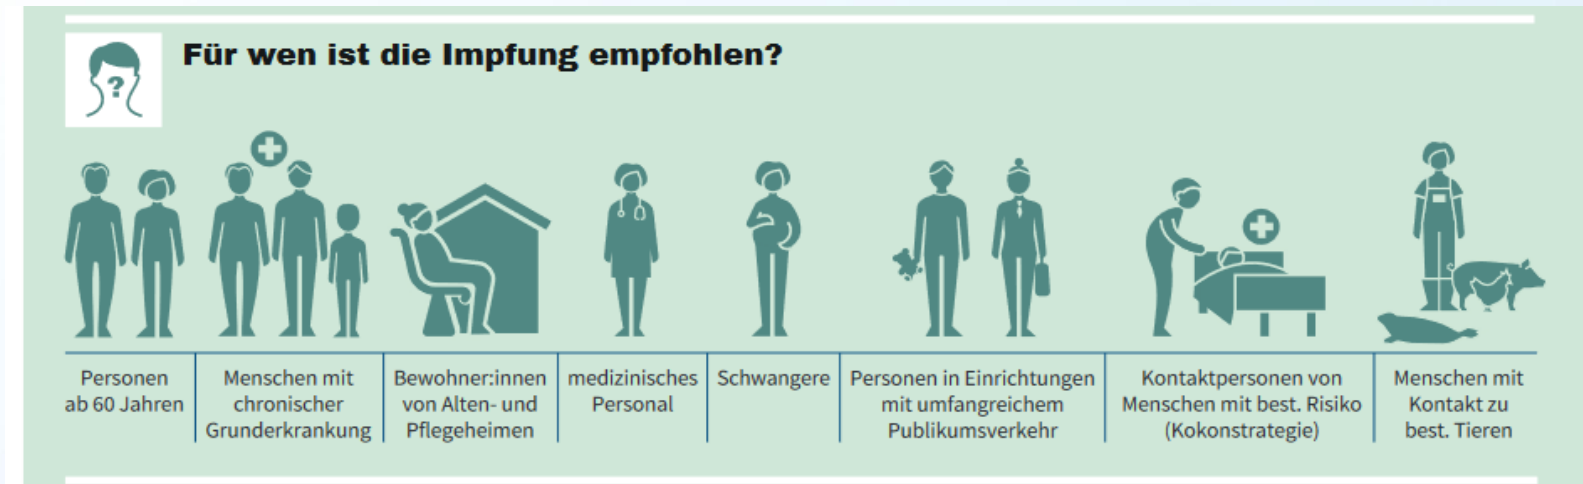 ?
Für wen ist die Impfung empfohlen?
Personen
ab 60 Jahren
Menschen mit
chronischer
Grunderkrankung
Bewohner:innen
von Alten- und
Pflegeheimen
medizinisches
Personal
Schwangere
Personen in Einrichtungen
mit umfangreichem
Publikumsverkehr
Kontaktpersonen von
Menschen mit best. Risiko
(Kokonstrategie)
Menschen mit
Kontakt zu
best. Tieren